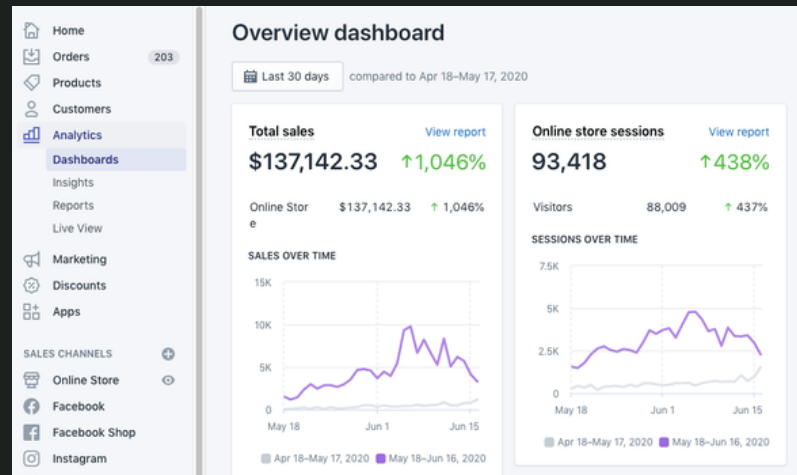 Home
Orders 203
Products
Customers
Analytics
Dashboards
Insights
Reports
Live View
Marketing
Discounts
Apps
SALES CHANNELS
Online Store
Facebook
Facebook Shop
Instagram
Overview dashboard
Last 30 days compared to Apr 18–May 17, 2020
Total sales View report
$137,142.33 ↑1,046%
Online Stor $137,142.33 ↑ 1,046%
e
SALES OVER TIME
15K
10K
5K
0
May 18 Jun 1 Jun 15
Apr 18–May 17, 2020 May 18–Jun 16, 2020
Online store sessions View report
93,418 ↑438%
Visitors 88,009 ↑ 437%
SESSIONS OVER TIME
7.5K
5K
2.5K
0
May 18 Jun 1 Jun 15
Apr 18–May 17, 2020 May 18–Jun 16, 2020